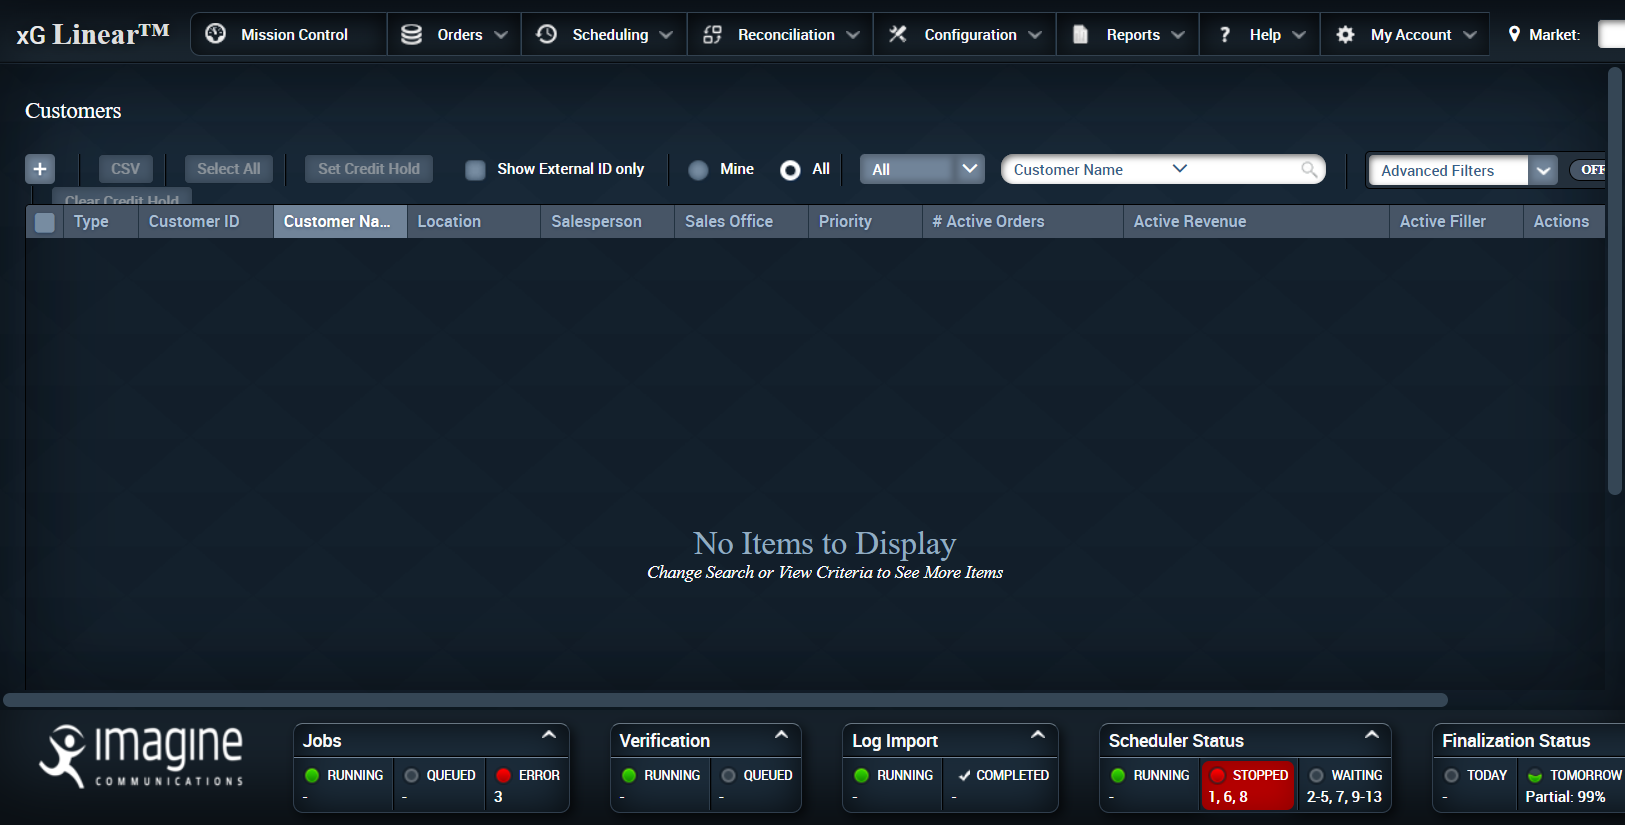 xG Linear™
Mission Control
Orders
Scheduling
Reconciliation
Configuration
Reports
? Help
My Account
Market:
Customers
+
CSV
Select All
Set Credit Hold
Show External ID only
Mine
All
All
Customer Name
Advanced Filters
OFF
Clear Credit Hold
Type
Customer ID
Customer Na...
Location
Salesperson
Sales Office
Priority
# Active Orders
Active Revenue
Active Filler
Actions
No Items to Display
Change Search or View Criteria to See More Items
imagine
COMMUNICATIONS
Jobs
RUNNING
-
QUEUED
-
ERROR
3
Verification
RUNNING
-
QUEUED
-
Log Import
RUNNING
-
COMPLETED
-
Scheduler Status
RUNNING
-
STOPPED
1, 6, 8
WAITING
2-5, 7, 9-13
Finalization Status
TODAY
-
TOMORROW
Partial: 99%